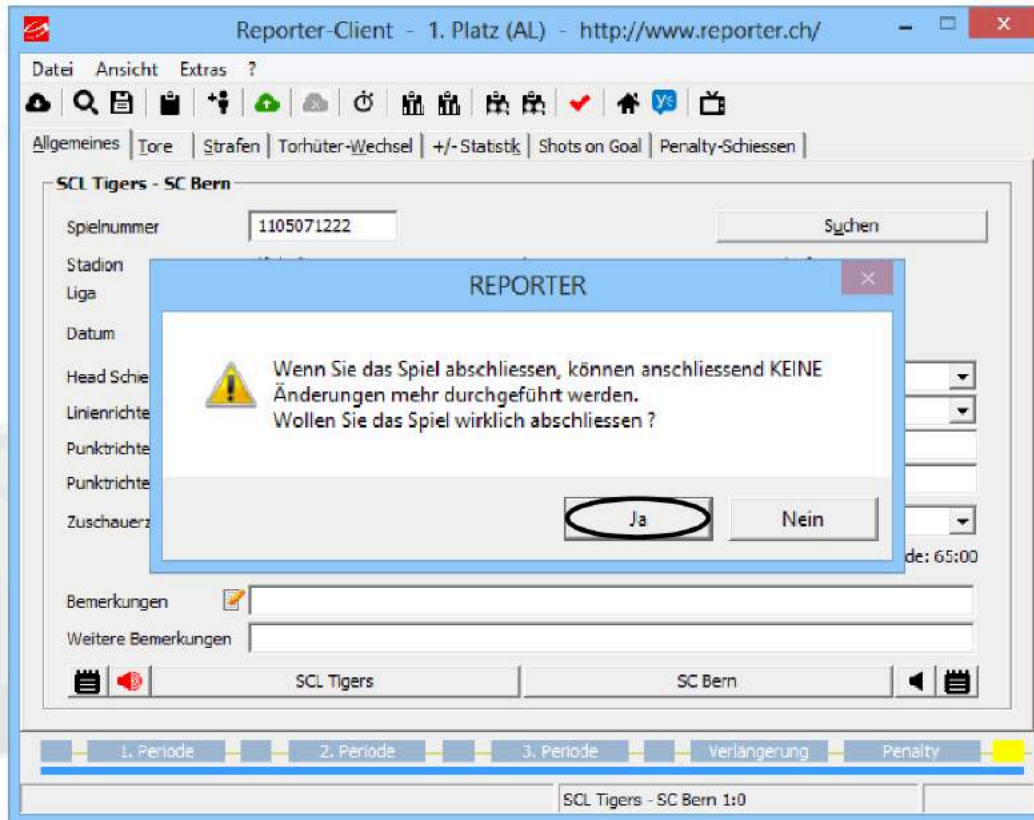 Reporter-Client - 1. Platz (AL) - http://www.reporter.ch/
Datei Ansicht Extras ?
Allgemeines Tore Strafen Torhüter-Wechsel +/- Statistik Shots on Goal Penalty-Schiessen
SCL Tigers - SC Bern
Spielnummer 1105071222 Suchen
Stadion
Liga
Datum
Head Schie
Linienrichte
Punktrichte
Punktrichte
Zuschauerz
REPORTER
Wenn Sie das Spiel abschliessen, können anschliessend KEINE
Änderungen mehr durchgeführt werden.
Wollen Sie das Spiel wirklich abschliessen ?
Ja Nein
de: 65:00
Bemerkungen
Weitere Bemerkungen
SCL Tigers SC Bern
1. Periode 2. Periode 3. Periode Verlängerung Penalty
SCL Tigers - SC Bern 1:0